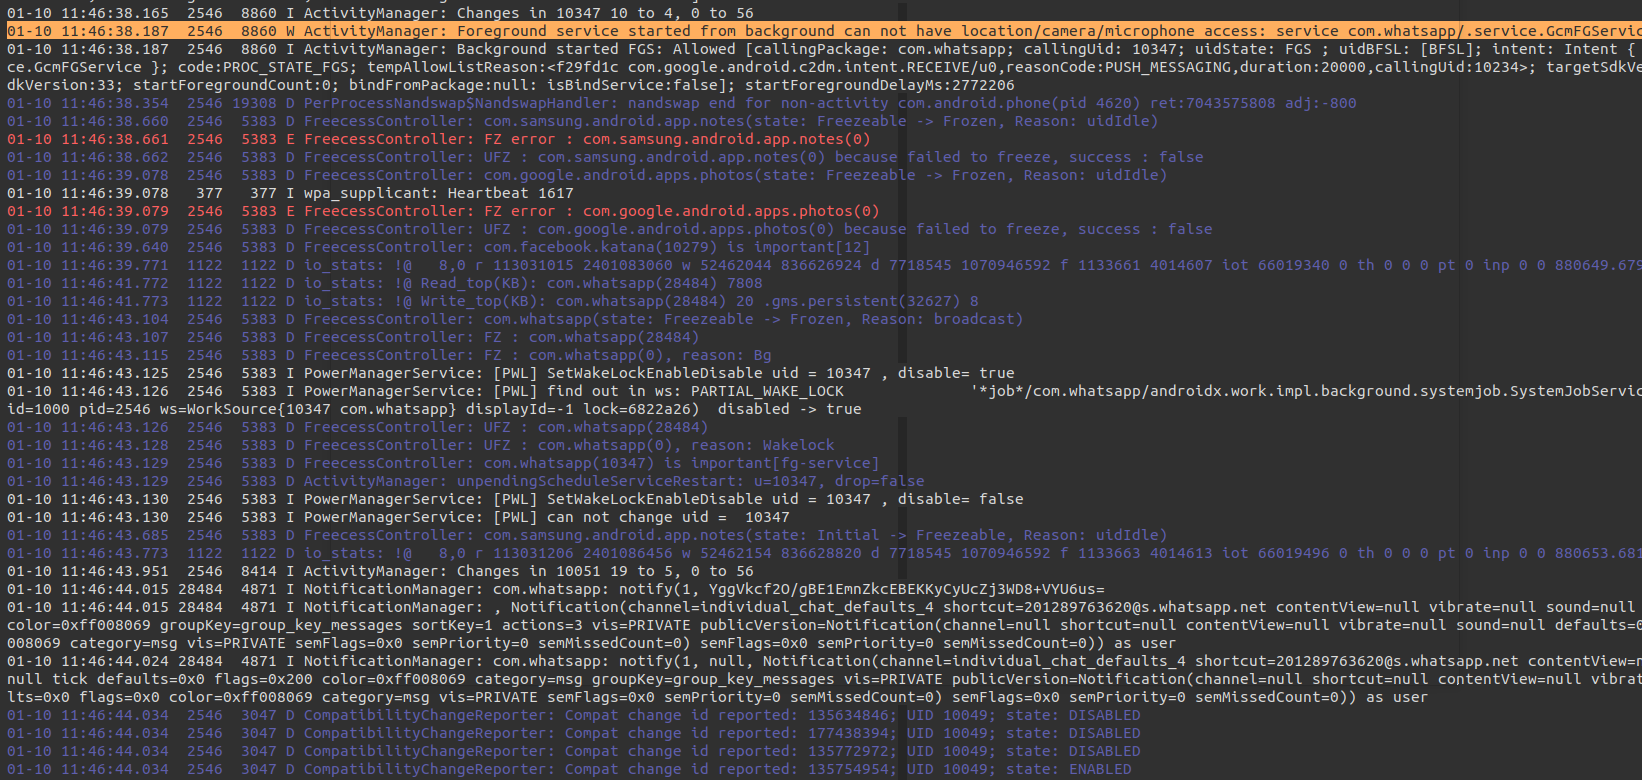 01-10 11:46:38.165  2546  8860 I ActivityManager: Changes in 10347 10 to 4, 0 to 56
01-10 11:46:38.187  2546  8860 W ActivityManager: Foreground service started from background can not have location/camera/microphone access: service com.whatsapp/.service.GcmFGServic
01-10 11:46:38.187  2546  8860 I ActivityManager: Background started FGS: Allowed [callingPackage: com.whatsapp; callingUid: 10347; uidState: FGS ; uidBFSL: [BFSL]; intent: Intent {
ce.GcmFGService }; code:PROC_STATE_FGS; tempAllowListReason:<f29fd1c com.google.android.c2dm.intent.RECEIVE/u0,reasonCode:PUSH_MESSAGING,duration:20000,callingUid:10234>; targetSdkV
dkVersion:33; startForegroundCount:0; bindFromPackage:null: isBindService:false]; startForegroundDelayMs:2772206
01-10 11:46:38.354  2546 19308 D PerProcessNandswap$NandswapHandler: nandswap end for non-activity com.android.phone(pid 4620) ret:7043575808 adj:-800
01-10 11:46:38.660  2546  5383 D FreecessController: com.samsung.android.app.notes(state: Freezeable -> Frozen, Reason: uidIdle)
01-10 11:46:38.661  2546  5383 E FreecessController: FZ error : com.samsung.android.app.notes(0)
01-10 11:46:38.662  2546  5383 D FreecessController: UFZ : com.samsung.android.app.notes(0) because failed to freeze, success : false
01-10 11:46:39.078  2546  5383 D FreecessController: com.google.android.apps.photos(state: Freezeable -> Frozen, Reason: uidIdle)
01-10 11:46:39.078   377   377 I wpa_supplicant: Heartbeat 1617
01-10 11:46:39.079  2546  5383 E FreecessController: FZ error : com.google.android.apps.photos(0)
01-10 11:46:39.079  2546  5383 D FreecessController: UFZ : com.google.android.apps.photos(0) because failed to freeze, success : false
01-10 11:46:39.640  2546  5383 D FreecessController: com.facebook.katana(10279) is important[12]
01-10 11:46:39.771  1122  1122 D io_stats: !@   8,0 r 113031015 2401083060 w 52462044 836626924 d 7718545 1070946592 f 1133661 4014607 iot 66019340 0 th 0 0 0 pt 0 inp 0 0 880649.679
01-10 11:46:41.772  1122  1122 D io_stats: !@ Read_top(KB): com.whatsapp(28484) 7808
01-10 11:46:41.773  1122  1122 D io_stats: !@ Write_top(KB): com.whatsapp(28484) 20 .gms.persistent(32627) 8
01-10 11:46:43.104  2546  5383 D FreecessController: com.whatsapp(state: Freezeable -> Frozen, Reason: broadcast)
01-10 11:46:43.107  2546  5383 D FreecessController: FZ : com.whatsapp(28484)
01-10 11:46:43.115  2546  5383 D FreecessController: FZ : com.whatsapp(0), reason: Bg
01-10 11:46:43.125  2546  5383 I PowerManagerService: [PWL] SetWakeLockEnableDisable uid = 10347 , disable= true
01-10 11:46:43.126  2546  5383 I PowerManagerService: [PWL] find out in ws: PARTIAL_WAKE_LOCK              '*job*/com.whatsapp/androidx.work.impl.background.systemjob.SystemJobServic
id=1000 pid=2546 ws=WorkSource{10347 com.whatsapp} displayId=-1 lock=6822a26)  disabled -> true
01-10 11:46:43.126  2546  5383 D FreecessController: UFZ : com.whatsapp(28484)
01-10 11:46:43.128  2546  5383 D FreecessController: UFZ : com.whatsapp(0), reason: Wakelock
01-10 11:46:43.129  2546  5383 D FreecessController: com.whatsapp(10347) is important[fg-service]
01-10 11:46:43.129  2546  5383 D ActivityManager: unpendingScheduleServiceRestart: u=10347, drop=false
01-10 11:46:43.130  2546  5383 I PowerManagerService: [PWL] SetWakeLockEnableDisable uid = 10347 , disable= false
01-10 11:46:43.130  2546  5383 I PowerManagerService: [PWL] can not change uid =  10347
01-10 11:46:43.685  2546  5383 D FreecessController: com.samsung.android.app.notes(state: Initial -> Freezeable, Reason: uidIdle)
01-10 11:46:43.773  1122  1122 D io_stats: !@   8,0 r 113031206 2401086456 w 52462154 836628820 d 7718545 1070946592 f 1133663 4014613 iot 66019496 0 th 0 0 0 pt 0 inp 0 0 880653.681
01-10 11:46:43.951  2546  8414 I ActivityManager: Changes in 10051 19 to 5, 0 to 56
01-10 11:46:44.015 28484  4871 I NotificationManager: com.whatsapp: notify(1, YggVkcf2O/gBE1EmnZkcEBEKKyCyUcZj3WD8+VYU6us=
01-10 11:46:44.015 28484  4871 I NotificationManager: , Notification(channel=individual_chat_defaults_4 shortcut=201289763620@s.whatsapp.net contentView=null vibrate=null sound=null
color=0xff008069 groupKey=group_key_messages sortKey=1 actions=3 vis=PRIVATE publicVersion=Notification(channel=null shortcut=null contentView=null vibrate=null sound=null defaults=0
008069 category=msg vis=PRIVATE semFlags=0x0 semPriority=0 semMissedCount=0) semFlags=0x0 semPriority=0 semMissedCount=0)) as user
01-10 11:46:44.024 28484  4871 I NotificationManager: com.whatsapp: notify(1, null, Notification(channel=individual_chat_defaults_4 shortcut=201289763620@s.whatsapp.net contentView=n
null tick defaults=0x0 flags=0x200 color=0xff008069 category=msg groupKey=group_key_messages vis=PRIVATE publicVersion=Notification(channel=null shortcut=null contentView=null vibrat
lts=0x0 flags=0x0 color=0xff008069 category=msg vis=PRIVATE semFlags=0x0 semPriority=0 semMissedCount=0) semFlags=0x0 semPriority=0 semMissedCount=0)) as user
01-10 11:46:44.034  2546  3047 D CompatibilityChangeReporter: Compat change id reported: 135634846; UID 10049; state: DISABLED
01-10 11:46:44.034  2546  3047 D CompatibilityChangeReporter: Compat change id reported: 177438394; UID 10049; state: DISABLED
01-10 11:46:44.034  2546  3047 D CompatibilityChangeReporter: Compat change id reported: 135772972; UID 10049; state: DISABLED
01-10 11:46:44.034  2546  3047 D CompatibilityChangeReporter: Compat change id reported: 135754954; UID 10049; state: ENABLED